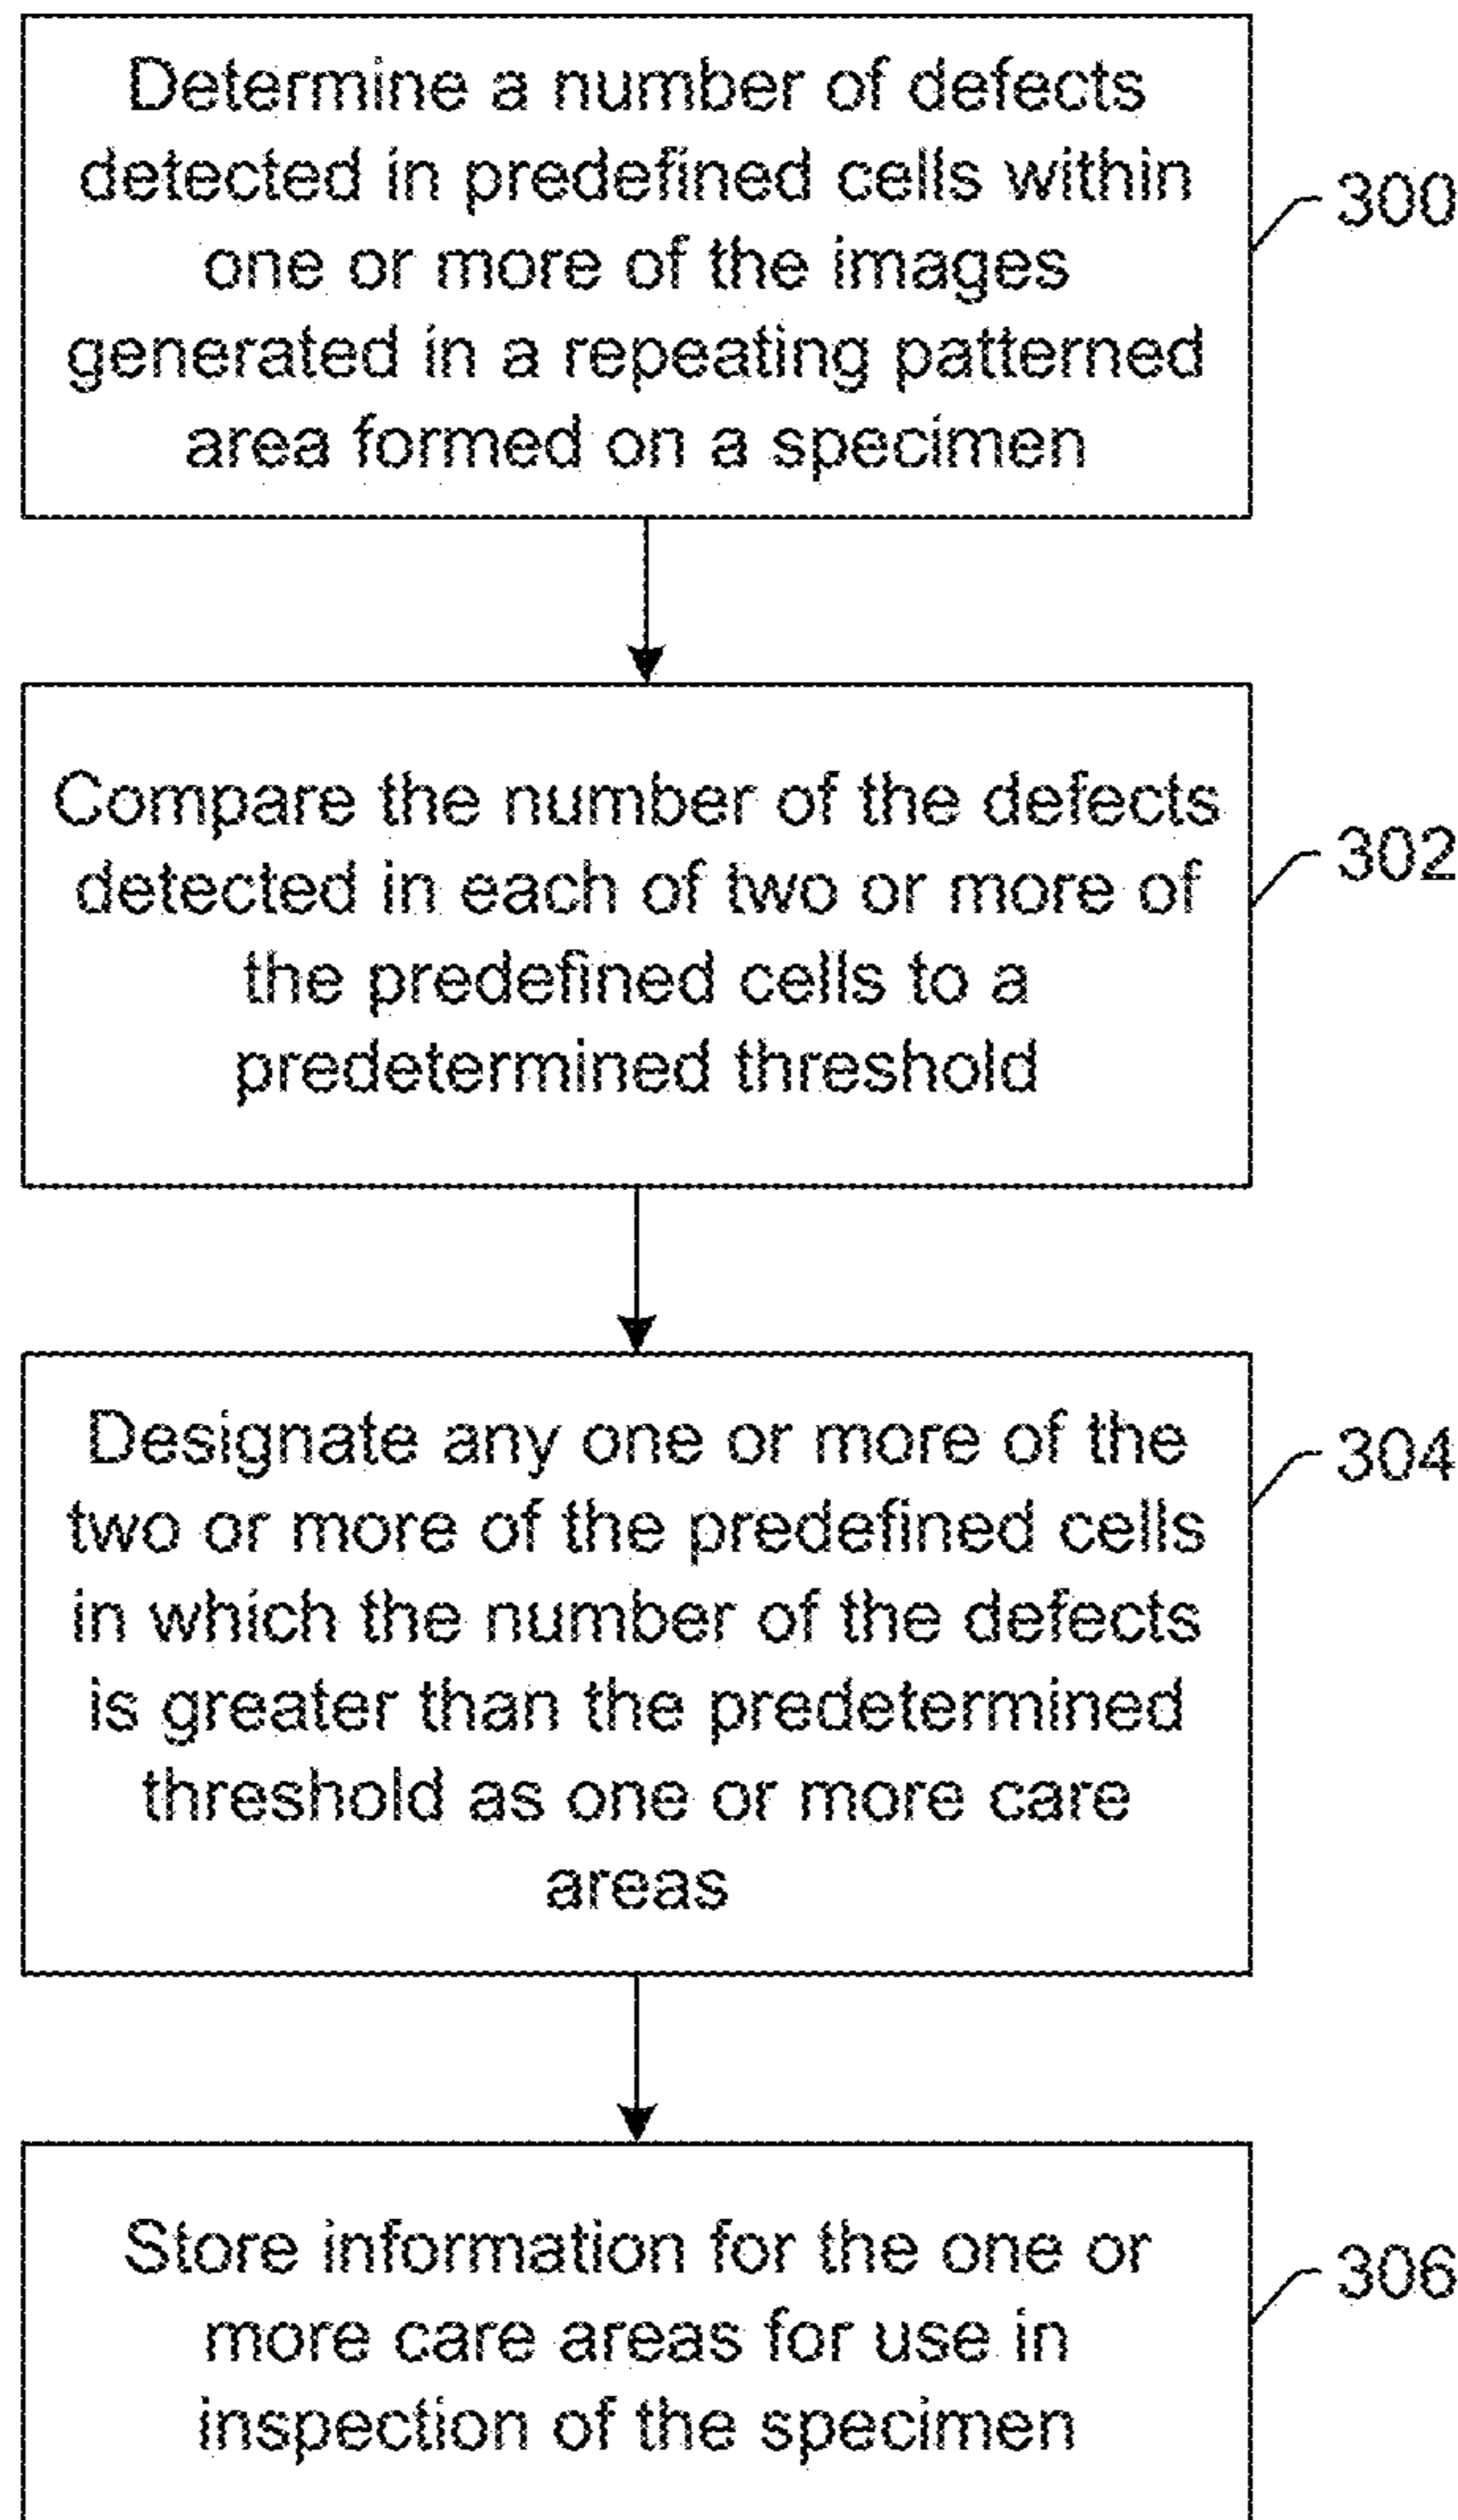 Determine a number of defects
detected in predefined cells within
one or more of the images
generated in a repeating patterned
area formed on a specimen
300
Compare the number of the defects
detected in each of two or more of
the predefined cells to a
predetermined threshold
302
Designate any one or more of the
two or more of the predefined cells
in which the number of the defects
is greater than the predetermined
threshold as one or more care
areas
304
Store information for the one or
more care areas for use in
inspection of the specimen
306